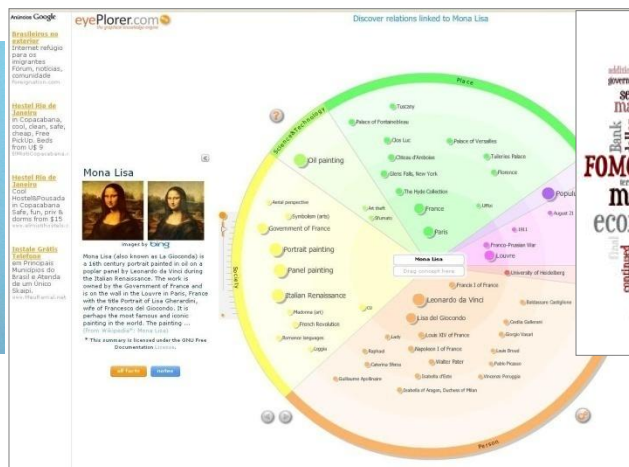 Anúncios Google
Brasileiros no
exterior
Internet refúgio
para os
imigrantes
Fórum, notícias,
comunidade
Hostel Rio de
Janeiro
in Copacabana
cool, clean, safe,
cheap. Free
PickUp. Beds
from U$ 9
Hostel Rio de
Janeiro
Cool
Hostel&Pousada
in Copacabana
Safe, fun, priv &
dorms from $15
Instale Grátis
Telefone
em Principais
Municípios do
Brasil e Atenda
de um Único
Skaipi.
eyePlorer.com
Discover relations linked to Mona Lisa
Mona Lisa
images by bing
Mona Lisa (also known as La Gioconda) is
a 16th century portrait painted in oil on a
poplar panel by Leonardo da Vinci during
the Italian Renaissance. The work is
owned by the Government of France and
is on the wall in the Louvre in Paris, France
with the title Portrait of Lisa Gherardini,
wife of Francesco del Giocondo. It is
perhaps the most famous and iconic
painting in the world. The painting ...
(from Wikipedia: Mona Lisa)
* This summary is licensed under the GNU Free
Documentation License.
all facts
notes
Place
Tuscany
Palace of Fontainebleau
Clos Luc
Palace of Versailles
Château d'Amboise
Tuileries Palace
Glens Falls, New York
Florence
The Hyde Collection
Uffizi
France
Paris
Science&Technology
Oil painting
Aerial perspective
Symbolism (arts)
Sfumato
Government of France
Portrait painting
Panel painting
Italian Renaissance
Madonna (art)
French Revolution
Romance languages
Loggia
Society
Popul
August 21
1911
Franco-Prussian War
Louvre
University of Heidelberg
Mona Lisa
Drag concept here
Francis I of France
Leonardo da Vinci
Baldassare Castiglione
Lisa del Giocondo
Cecilia Gallerani
Louis XIV of France
Giorgio Vasari
Lady
Napoleon I of France
Louis Béroud
Raphael
Walter Pater
Pablo Picasso
Caterina Sforza
Isabella d'Este
Vincenzo Peruggia
Guillaume Apollinaire
Isabella of Aragon, Duchess of Milan
Person
Bank
FOMC
econ
final
continued